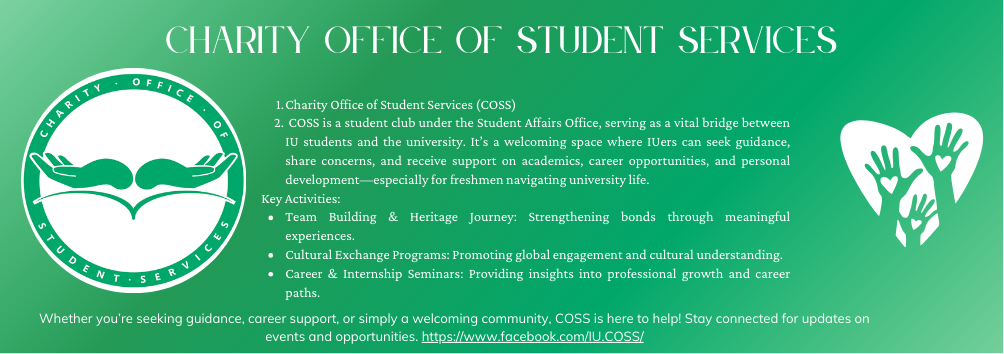 CHARITY OFFICE OF STUDENT SERVICES
CHARITY · OFFICE · OF
STUDENT · SERVICES
1. Charity Office of Student Services (COSS)
2. COSS is a student club under the Student Affairs Office, serving as a vital bridge between
IU students and the university. It's a welcoming space where IUers can seek guidance,
share concerns, and receive support on academics, career opportunities, and personal
development—especially for freshmen navigating university life.
Key Activities:
• Team Building & Heritage Journey: Strengthening bonds through meaningful
experiences.
• Cultural Exchange Programs: Promoting global engagement and cultural understanding.
• Career & Internship Seminars: Providing insights into professional growth and career
paths.
Whether you're seeking guidance, career support, or simply a welcoming community, COSS is here to help! Stay connected for updates on
events and opportunities. https://www.facebook.com/IU.COSS/